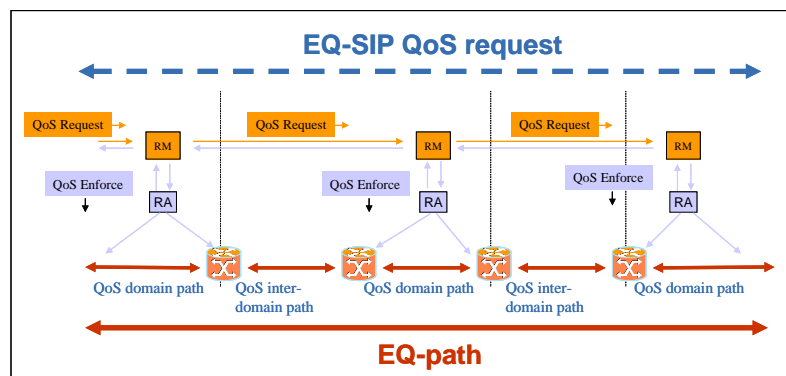 EQ-SIP QoS request
QoS Request
QoS Request
QoS Request
RM
RM
RM
QoS Enforce
QoS Enforce
QoS Enforce
RA
RA
RA
QoS domain path
QoS inter-
domain path
QoS domain path
QoS inter-
domain path
QoS domain path
EQ-path